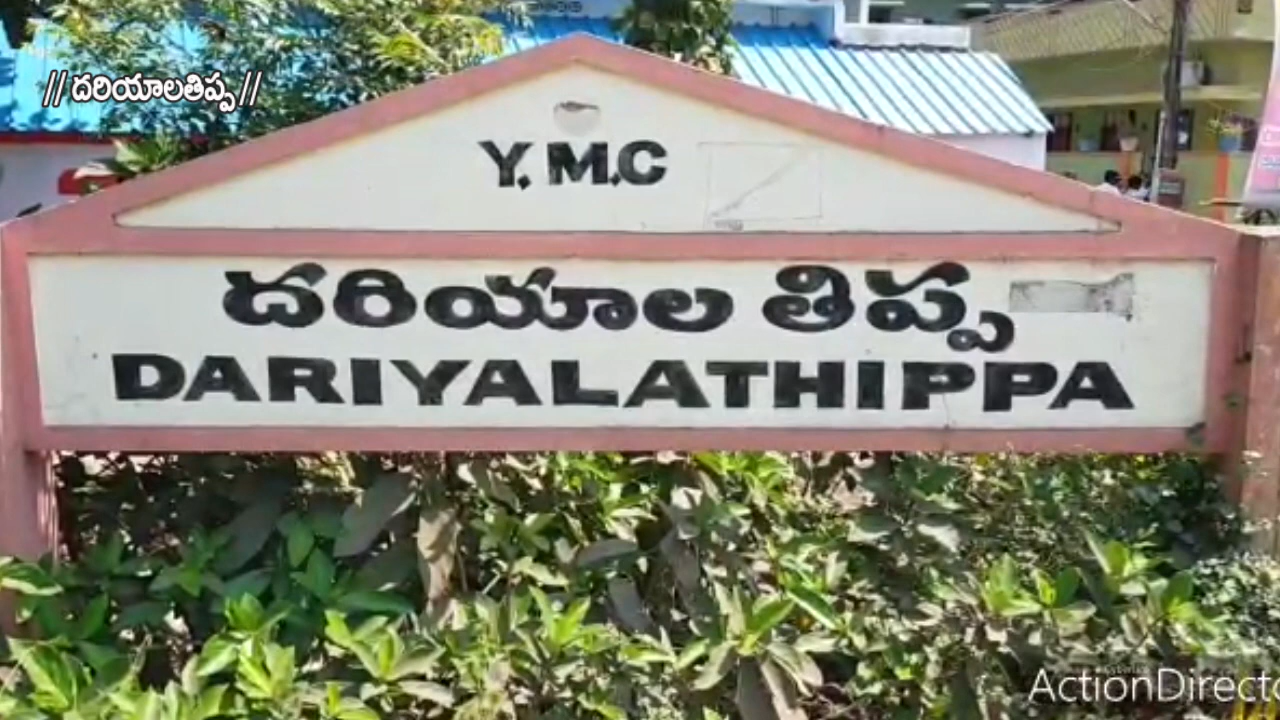 // దరియాలతిప్ప //
Y. M.C
దరియాల తిప్ప
DARIYALATHIPPA
ActionDirecto